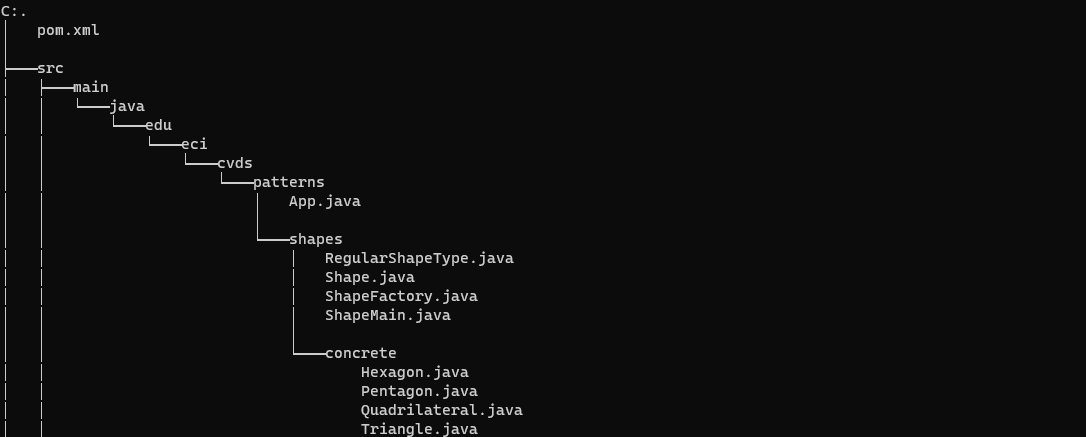 C:.
pom.xml
src
main
java
edu
eci
cvds
patterns
App.java
shapes
RegularShapeType.java
Shape.java
ShapeFactory.java
ShapeMain.java
concrete
Hexagon.java
Pentagon.java
Quadrilateral.java
Triangle.java